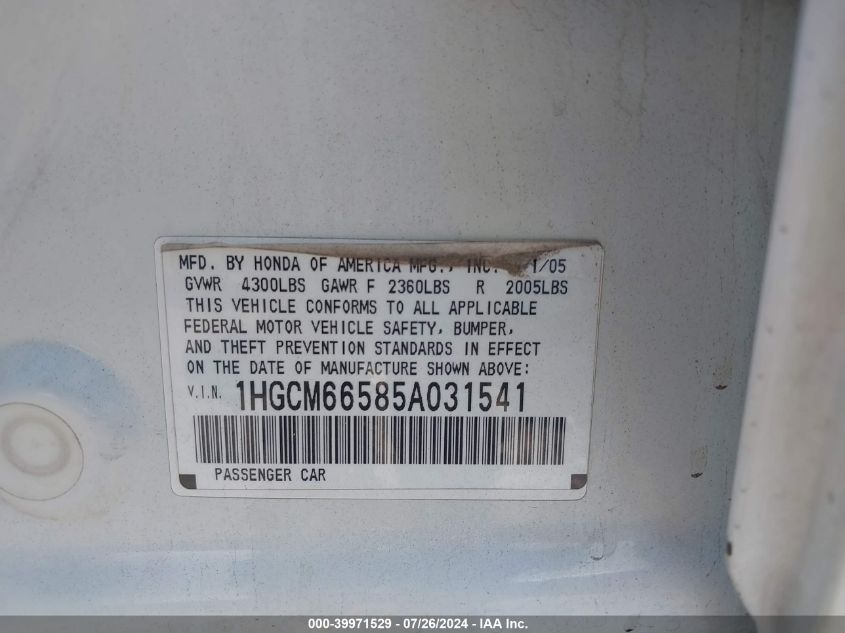 MFD. BY HONDA OF AMERICA MFG., INC. 1/05
GVWR 4300LBS GAWR F 2360LBS R 2005LBS
THIS VEHICLE CONFORMS TO ALL APPLICABLE
FEDERAL MOTOR VEHICLE SAFETY, BUMPER,
AND THEFT PREVENTION STANDARDS IN EFFECT
ON THE DATE OF MANUFACTURE SHOWN ABOVE:
V.I.N. 1HGCM66585A031541
PASSENGER CAR
000-39971529 - 07/26/2024 - IAA Inc.